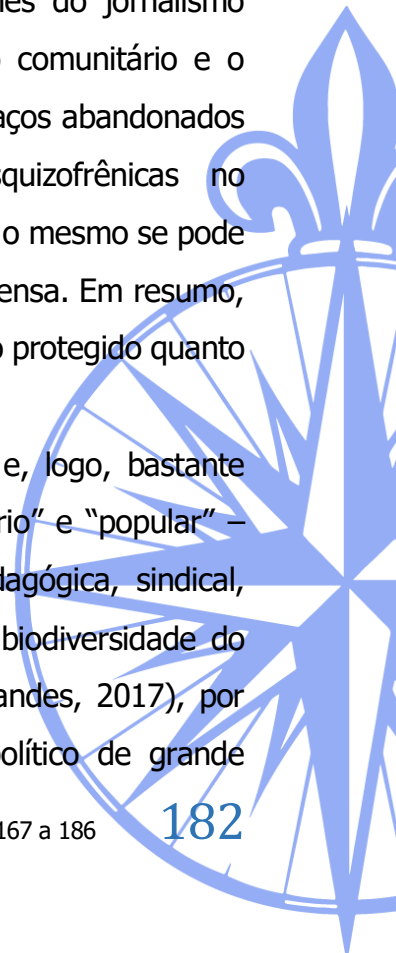 es do jornalismo
comunitário e o
aços abandonados
squizofrênicas no
o mesmo se pode
ensa. Em resumo,
protegido quanto
e, logo, bastante
rio” e “popular” –
dagógica, sindical,
biodiversidade do
andes, 2017), por
olítico de grande
167 a 186 182